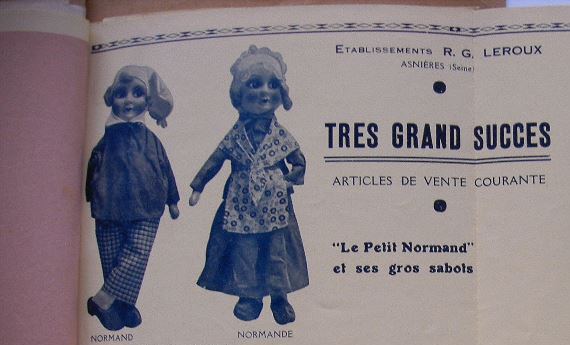 ETABLISSEMENTS R. G. LEROUX
ASNIÈRES (Seine)
TRES GRAND SUCCES
ARTICLES DE VENTE COURANTE
"Le Petit Normand"
et ses gros sabots
NORMAND
NORMANDE